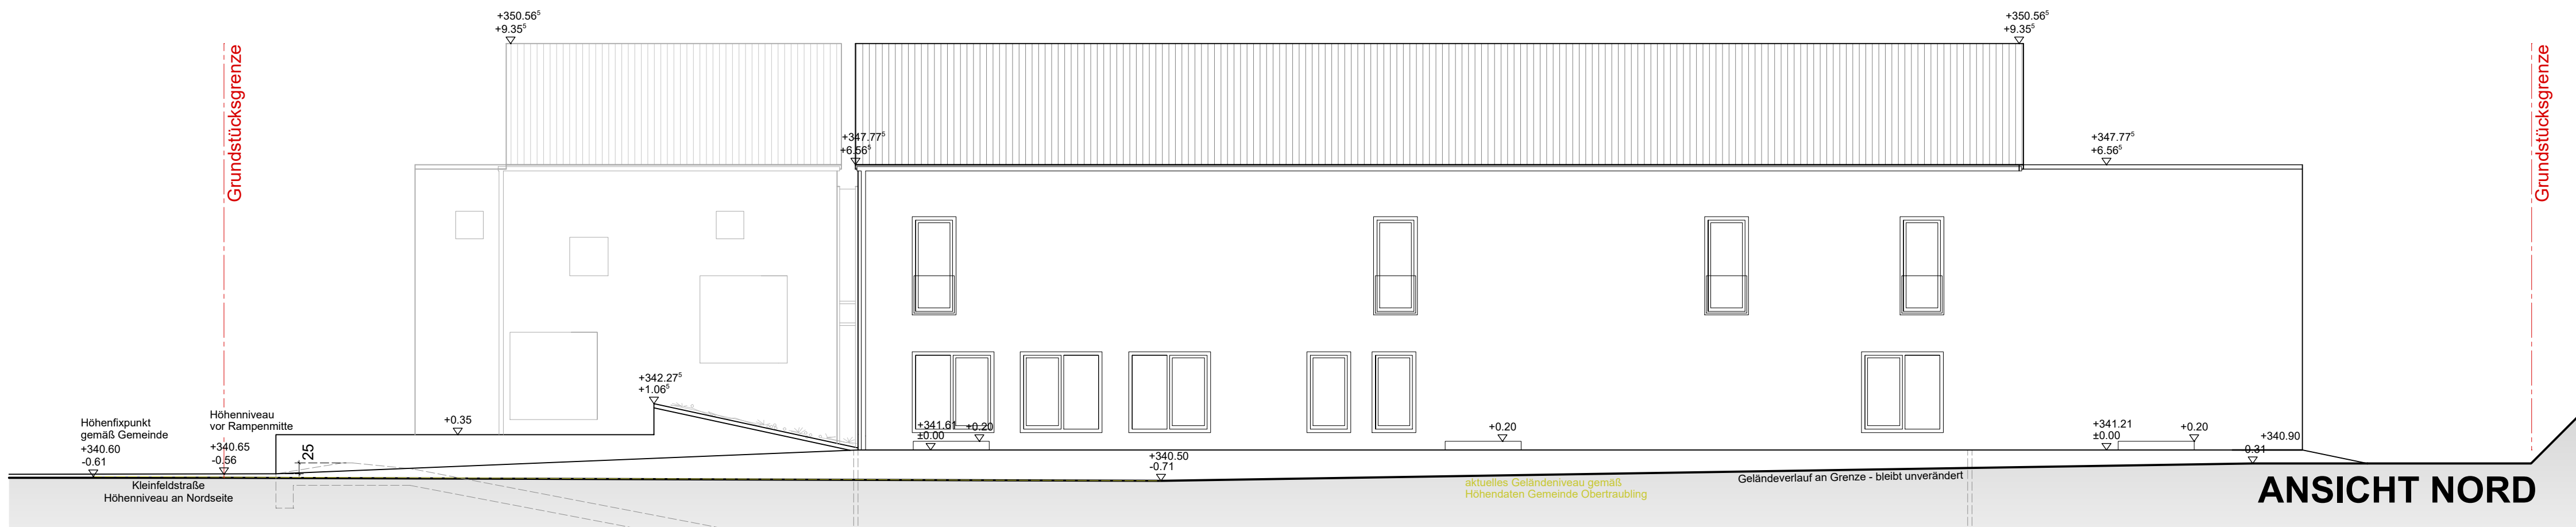 +350.56⁵
+9.35⁵
+350.56⁵
+9.35⁵
Grundstücksgrenze
Grundstücksgrenze
+347.77⁵
+6.56⁵
+347.77⁵
+6.56⁵
+342.27⁵
+1.06⁵
Höhenfixpunkt
gemäß Gemeinde
+340.60
-0.61
Höhenniveau
vor Rampenmitte
+340.65
-0.56
+0.35
25
+341.61
±0.00
+0.20
+0.20
+341.21
±0.00
+0.20
+340.90
-0.31
+340.50
-0.71
Kleinfeldstraße
Höhenniveau an Nordseite
aktuelles Geländeniveau gemäß
Höhendaten Gemeinde Obertraubling
Geländeverlauf an Grenze - bleibt unverändert
ANSICHT NORD